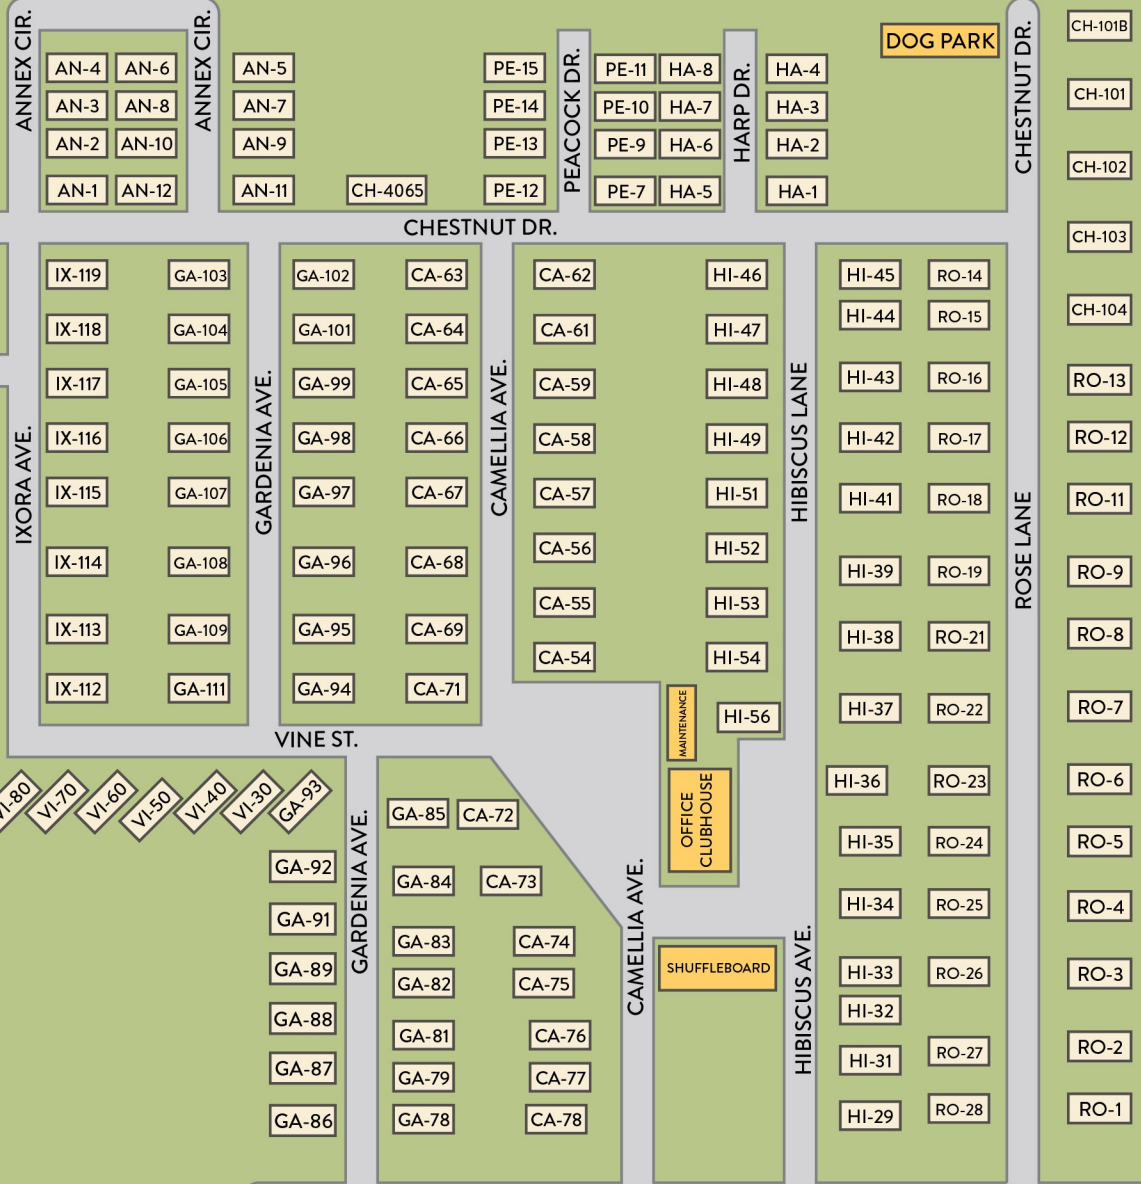 ANNEX CIR.
ANNEX CIR.
AN-4 AN-6 AN-5
AN-3 AN-8 AN-7
AN-2 AN-10 AN-9
AN-1 AN-12 AN-11
CH-4065
PE-15
PE-14
PE-13
PE-12
PEACOCK DR.
PE-11 HA-8
PE-10 HA-7
PE-9 HA-6
PE-7 HA-5
HARP DR.
HA-4
HA-3
HA-2
HA-1
DOG PARK
CHESTNUT DR.
CH-101B
CH-101
CH-102
CH-103
CH-104
CHESTNUT DR.
IXORA AVE.
IX-119 GA-103
IX-118 GA-104
IX-117 GA-105
IX-116 GA-106
IX-115 GA-107
IX-114 GA-108
IX-113 GA-109
IX-112 GA-111
GARDENIA AVE.
GA-102 CA-63
GA-101 CA-64
GA-99 CA-65
GA-98 CA-66
GA-97 CA-67
GA-96 CA-68
GA-95 CA-69
GA-94 CA-71
CAMELLIA AVE.
CA-62 HI-46
CA-61 HI-47
CA-59 HI-48
CA-58 HI-49
CA-57 HI-51
CA-56 HI-52
CA-55 HI-53
CA-54 HI-54
HI-56
MAINTENANCE
OFFICE
CLUBHOUSE
HIBISCUS LANE
HI-45 RO-14
HI-44 RO-15
HI-43 RO-16
HI-42 RO-17
HI-41 RO-18
HI-39 RO-19
HI-38 RO-21
HI-37 RO-22
HI-36 RO-23
HI-35 RO-24
HI-34 RO-25
HI-33 RO-26
HI-32
HI-31 RO-27
HI-29 RO-28
ROSE LANE
RO-13
RO-12
RO-11
RO-9
RO-8
RO-7
RO-6
RO-5
RO-4
RO-3
RO-2
RO-1
VINE ST.
VI-80 VI-70 VI-60 VI-50 VI-40 VI-30 GA-93
GA-92
GA-91
GA-89
GA-88
GA-87
GA-86
GARDENIA AVE.
GA-85 CA-72
GA-84 CA-73
GA-83 CA-74
GA-82 CA-75
GA-81 CA-76
GA-79 CA-77
GA-78 CA-78
CAMELLIA AVE.
SHUFFLEBOARD
HIBISCUS AVE.